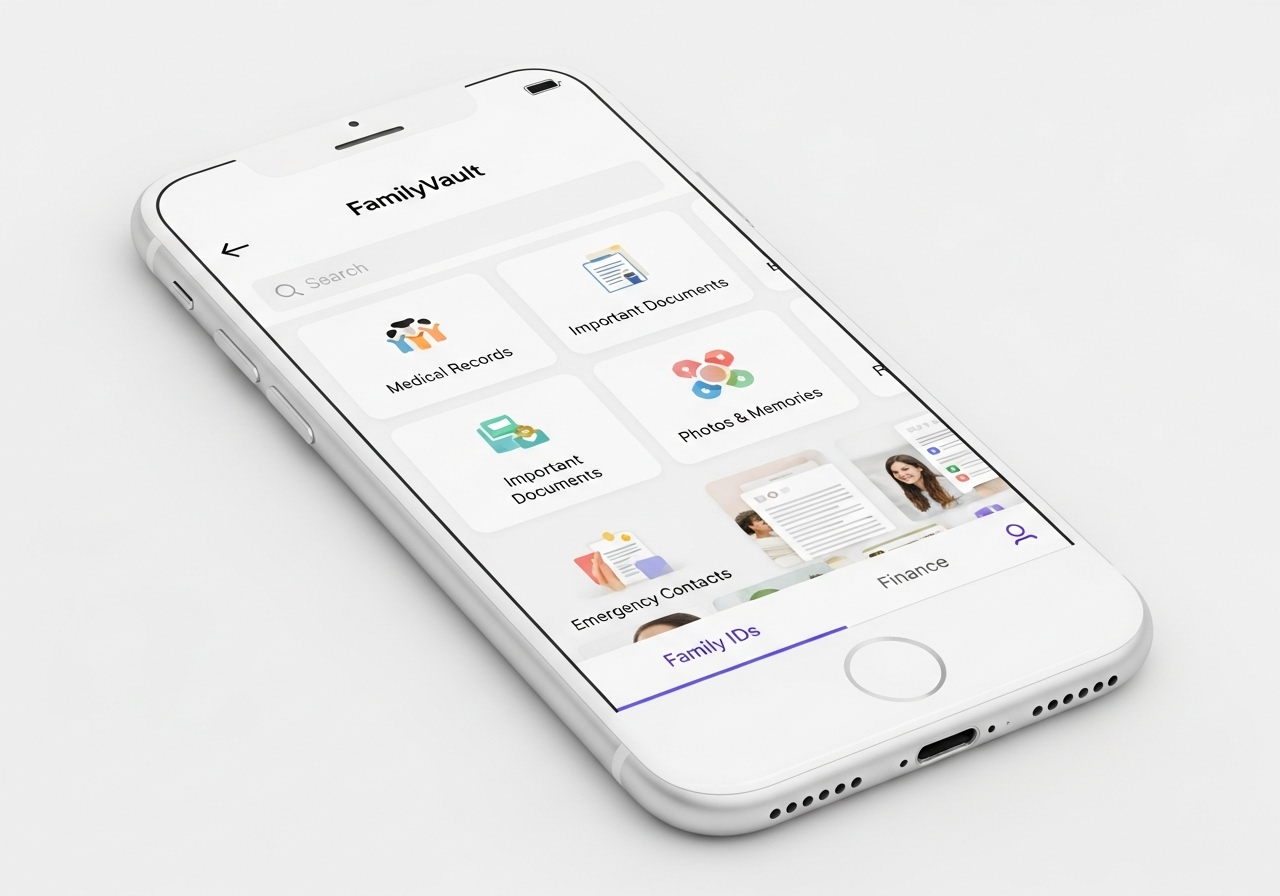 FamilyVault
Search
Medical Records
Important Documents
Important
Documents
Photos & Memories
Emergency Contacts
Family IDs
Finance